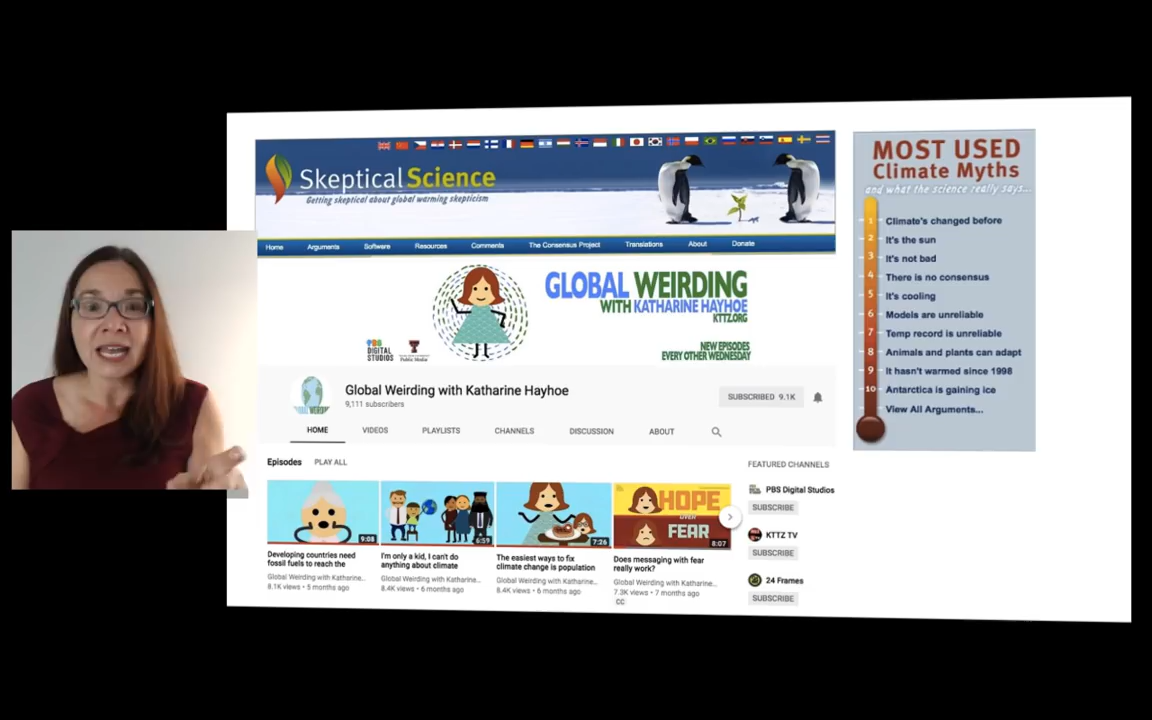 Skeptical Science
Getting skeptical about global warming skepticism
Home Arguments Software Resources Comments The Consensus Project Translations About Donate
GLOBAL WEIRDING
WITH KATHARINE HAYHOE
KTTZ.ORG
PBS
DIGITAL
STUDIOS
Public Media
NEW EPISODES
EVERY OTHER WEDNESDAY
Global Weirding with Katharine Hayhoe
9,111 subscribers
SUBSCRIBED 9.1K
HOME VIDEOS PLAYLISTS CHANNELS DISCUSSION ABOUT
Episodes PLAY ALL
9:08
Developing countries need
fossil fuels to reach the
Global Weirding with Katharine...
8.1K views • 5 months ago
6:59
I'm only a kid, I can't do
anything about climate
Global Weirding with Katharine...
8.4K views • 6 months ago
7:26
The easiest ways to fix
climate change is population
Global Weirding with Katharine...
8.4K views • 6 months ago
HOPE
OVER
FEAR
8:07
Does messaging with fear
really work?
Global Weirding with Katharine...
7.3K views • 7 months ago
CC
FEATURED CHANNELS
PBS Digital Studios
SUBSCRIBE
KTTZ TV
SUBSCRIBE
24 Frames
SUBSCRIBE
MOST USED
Climate Myths
and what the science really says...
1 Climate's changed before
2 It's the sun
3 It's not bad
4 There is no consensus
5 It's cooling
6 Models are unreliable
7 Temp record is unreliable
8 Animals and plants can adapt
9 It hasn't warmed since 1998
10 Antarctica is gaining ice
View All Arguments...